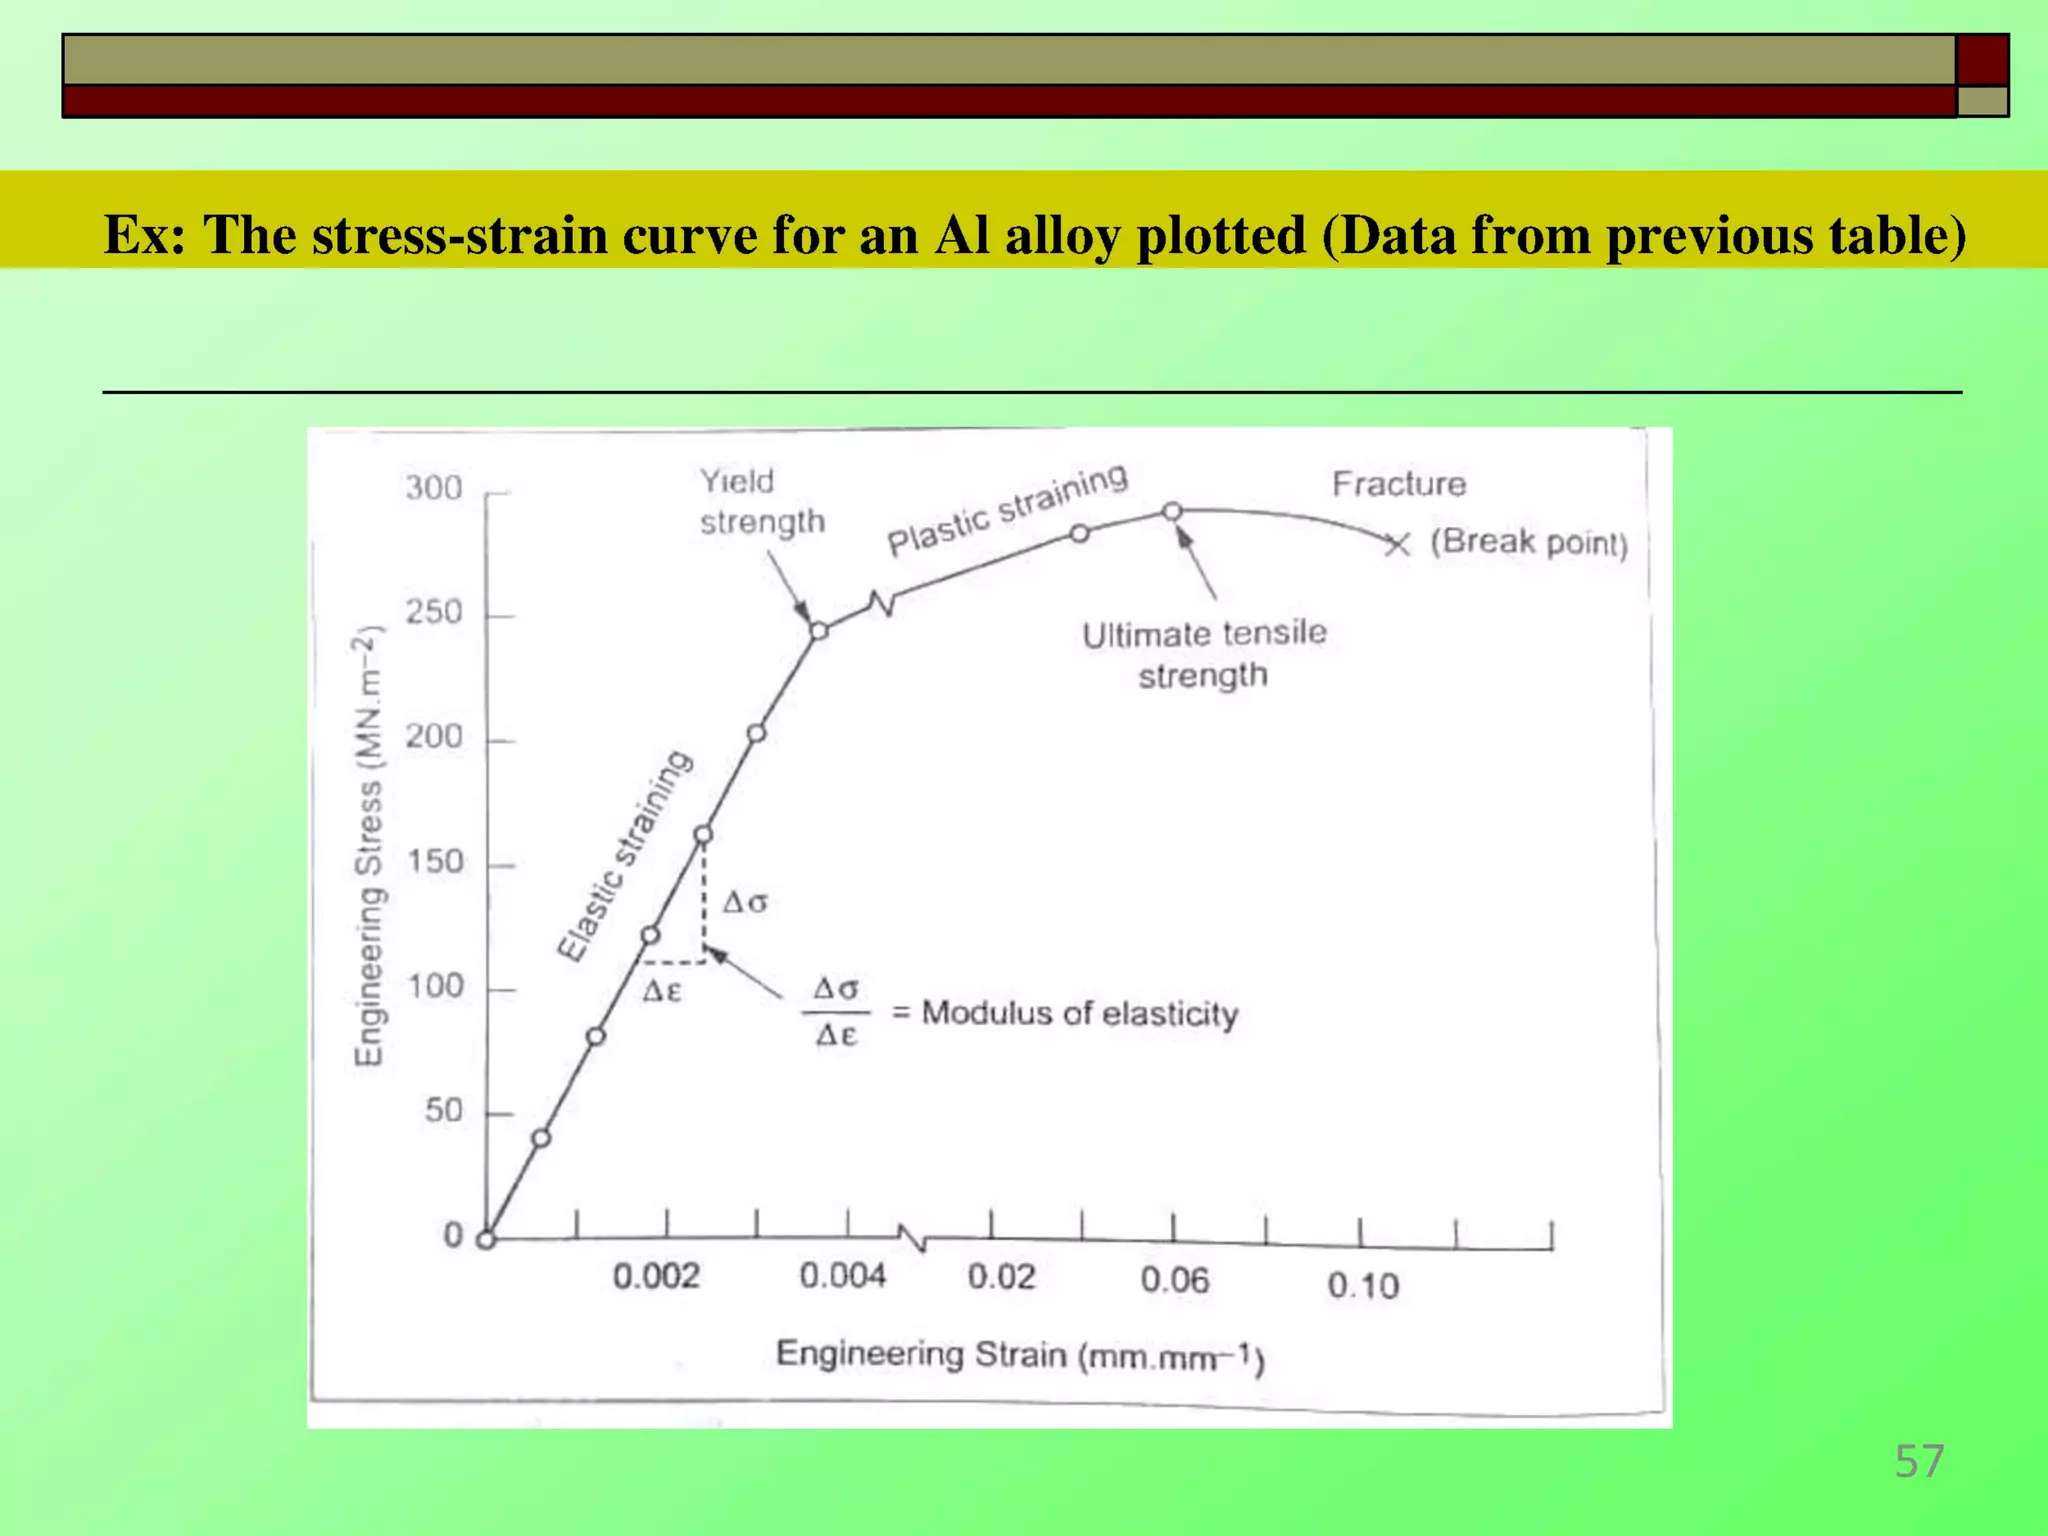 Ex: The stress-strain curve for an Al alloy plotted (Data from previous table)
300
250
200
150
100
50
0
Engineering Stress (MN.m−2)
Yield
strength
Plastic straining
Fracture
(Break point)
Ultimate tensile
strength
Elastic straining
Δσ
Δε
Δσ
Δε
= Modulus of elasticity
0.002
0.004
0.02
0.06
0.10
Engineering Strain (mm.mm−1)
57